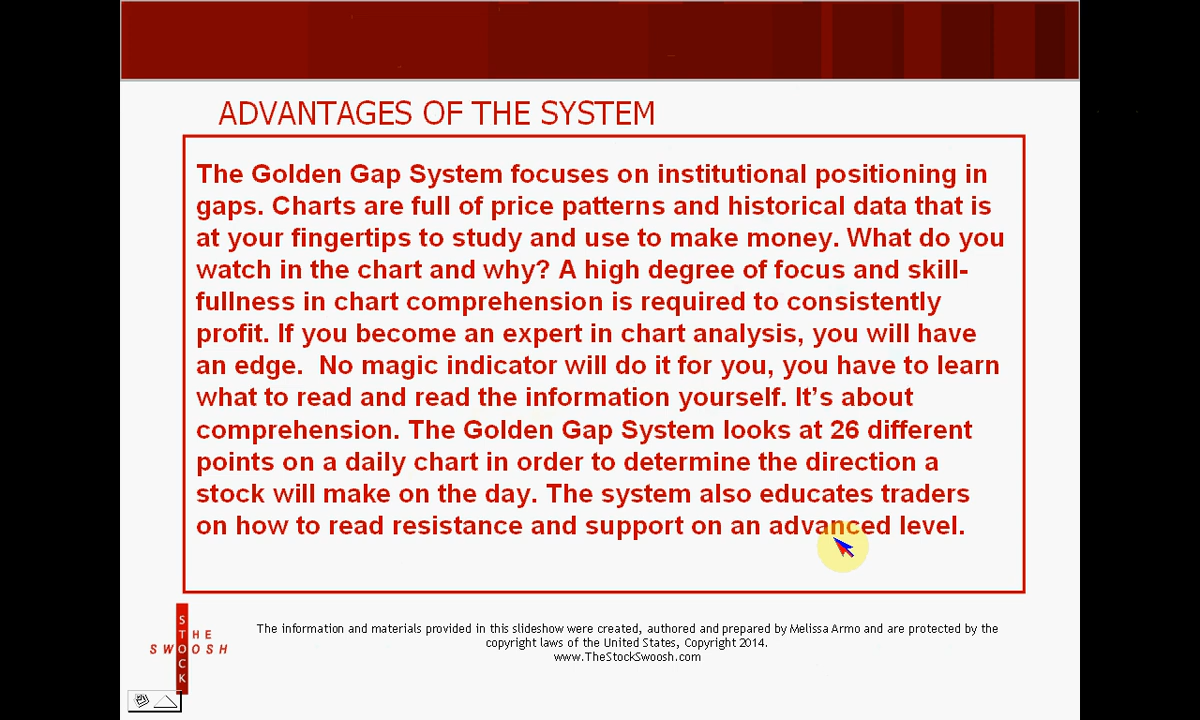 ADVANTAGES OF THE SYSTEM
The Golden Gap System focuses on institutional positioning in
gaps. Charts are full of price patterns and historical data that is
at your fingertips to study and use to make money. What do you
watch in the chart and why? A high degree of focus and skill-
fullness in chart comprehension is required to consistently
profit. If you become an expert in chart analysis, you will have
an edge.  No magic indicator will do it for you, you have to learn
what to read and read the information yourself. It’s about
comprehension. The Golden Gap System looks at 26 different
points on a daily chart in order to determine the direction a
stock will make on the day. The system also educates traders
on how to read resistance and support on an advanced level.
THE
STOCK
SWOOSH
The information and materials provided in this slideshow were created, authored and prepared by Melissa Armo and are protected by the
copyright laws of the United States, Copyright 2014.
www.TheStockSwoosh.com